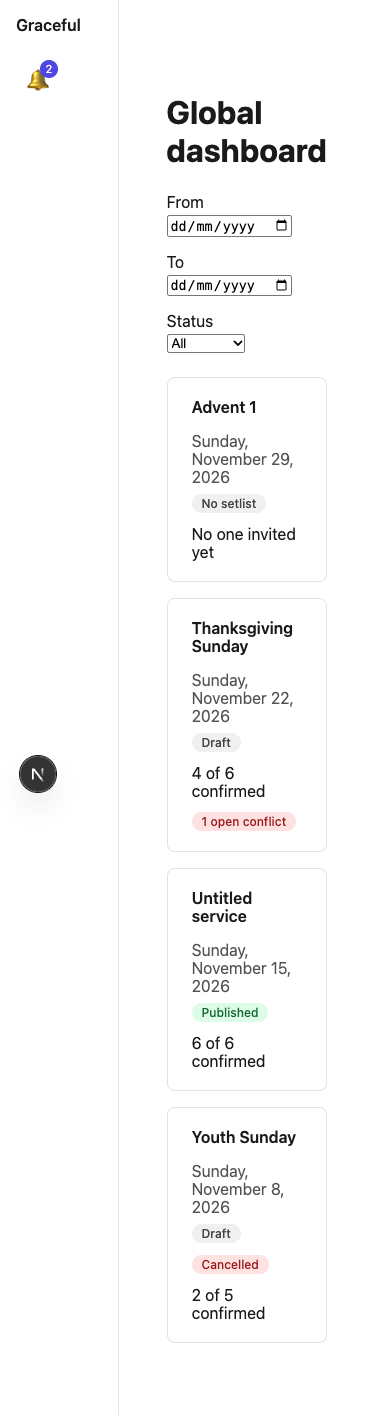 Graceful
2
Global
dashboard
From
dd/mm/yyyy
To
dd/mm/yyyy
Status
All
Advent 1
Sunday,
November 29,
2026
No setlist
No one invited
yet
Thanksgiving
Sunday
Sunday,
November 22,
2026
Draft
4 of 6
confirmed
1 open conflict
Untitled
service
Sunday,
November 15,
2026
Published
6 of 6
confirmed
Youth Sunday
Sunday,
November 8,
2026
Draft
Cancelled
2 of 5
confirmed
N